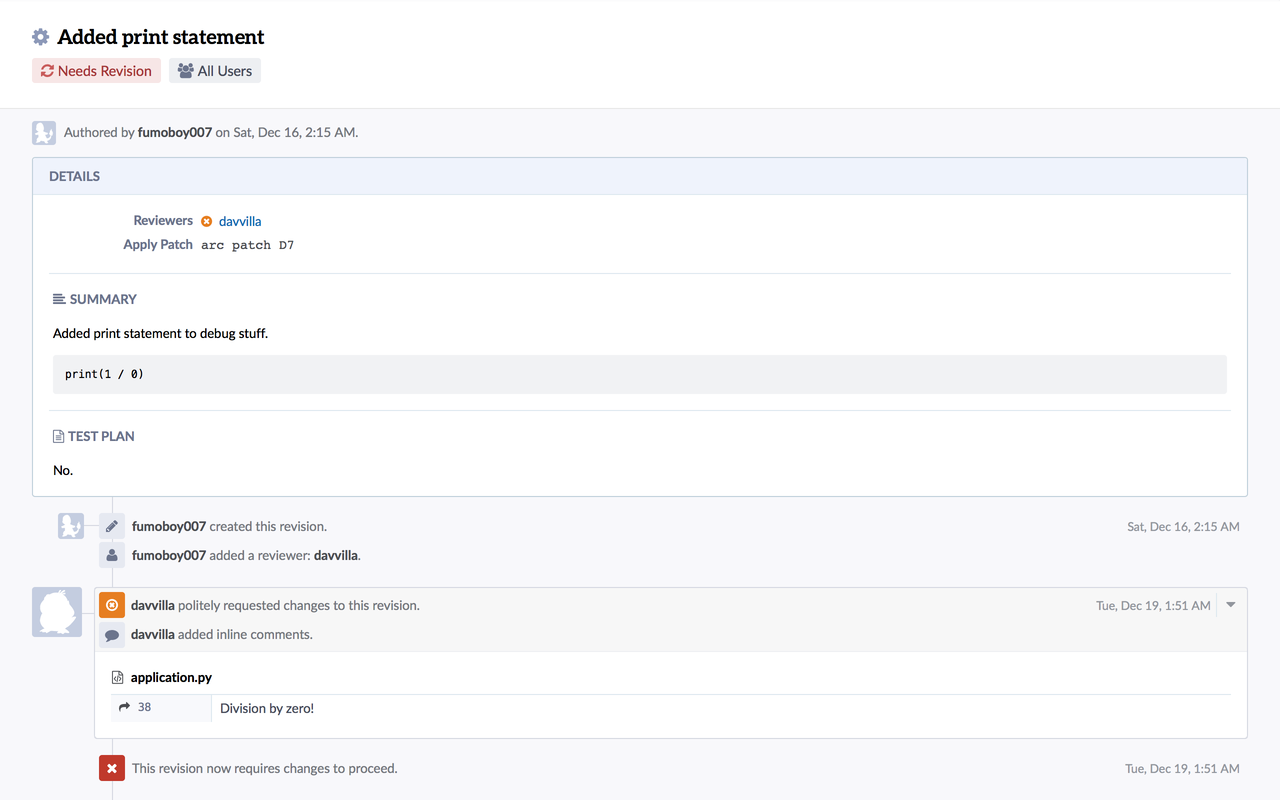 Added print statement
Needs Revision All Users
Authored by fumoboy007 on Sat, Dec 16, 2:15 AM.
DETAILS
Reviewers davvilla
Apply Patch arc patch D7
SUMMARY
Added print statement to debug stuff.
print(1 / 0)
TEST PLAN
No.
fumoboy007 created this revision. Sat, Dec 16, 2:15 AM
fumoboy007 added a reviewer: davvilla.
davvilla politely requested changes to this revision. Tue, Dec 19, 1:51 AM
davvilla added inline comments.
application.py
38 Division by zero!
This revision now requires changes to proceed. Tue, Dec 19, 1:51 AM